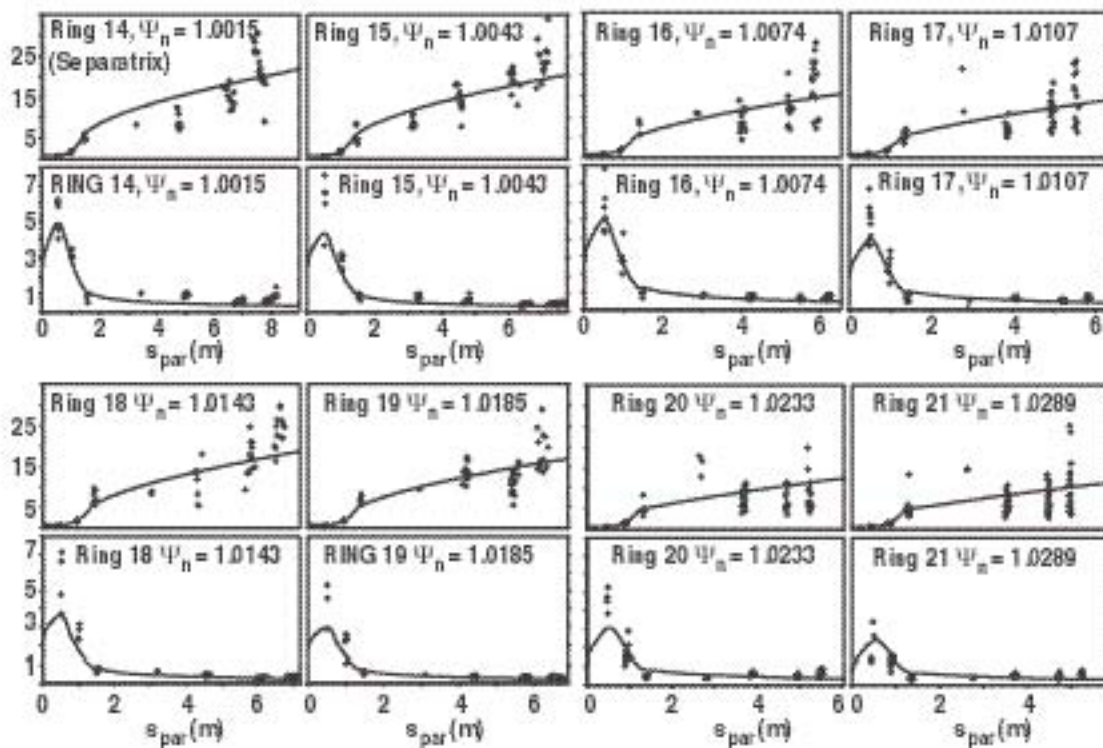 Ring 14, Ψn = 1.0015
(Separatrix)
Ring 15, Ψn = 1.0043
Ring 16, Ψn = 1.0074
Ring 17, Ψn = 1.0107
25
15
5
RING 14, Ψn = 1.0015
Ring 15, Ψn = 1.0043
Ring 16, Ψn = 1.0074
Ring 17, Ψn = 1.0107
7
5
3
1
0 2 4 6 8 0 2 4 6 0 2 4 6 0 2 4
spar(m) spar(m) spar(m) spar(m)
Ring 18 Ψn = 1.0143
Ring 19 Ψn = 1.0185
Ring 20 Ψn = 1.0233
Ring 21 Ψn = 1.0289
25
15
5
Ring 18 Ψn = 1.0143
RING 19 Ψn = 1.0185
Ring 20 Ψn = 1.0233
Ring 21 Ψn = 1.0289
7
5
3
1
0 2 4 6 0 2 4 6 0 2 4 6 0 2 4
spar(m) spar(m) spar(m) spar(m)